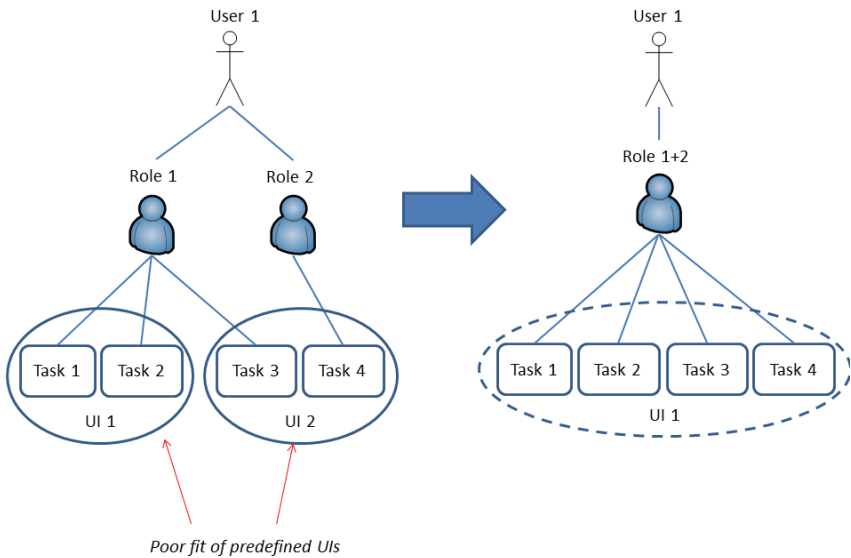 User 1
User 1
Role 1
Role 2
Role 1+2
Task 1
Task 2
Task 3
Task 4
Task 1
Task 2
Task 3
Task 4
UI 1
UI 2
UI 1
Poor fit of predefined UIs